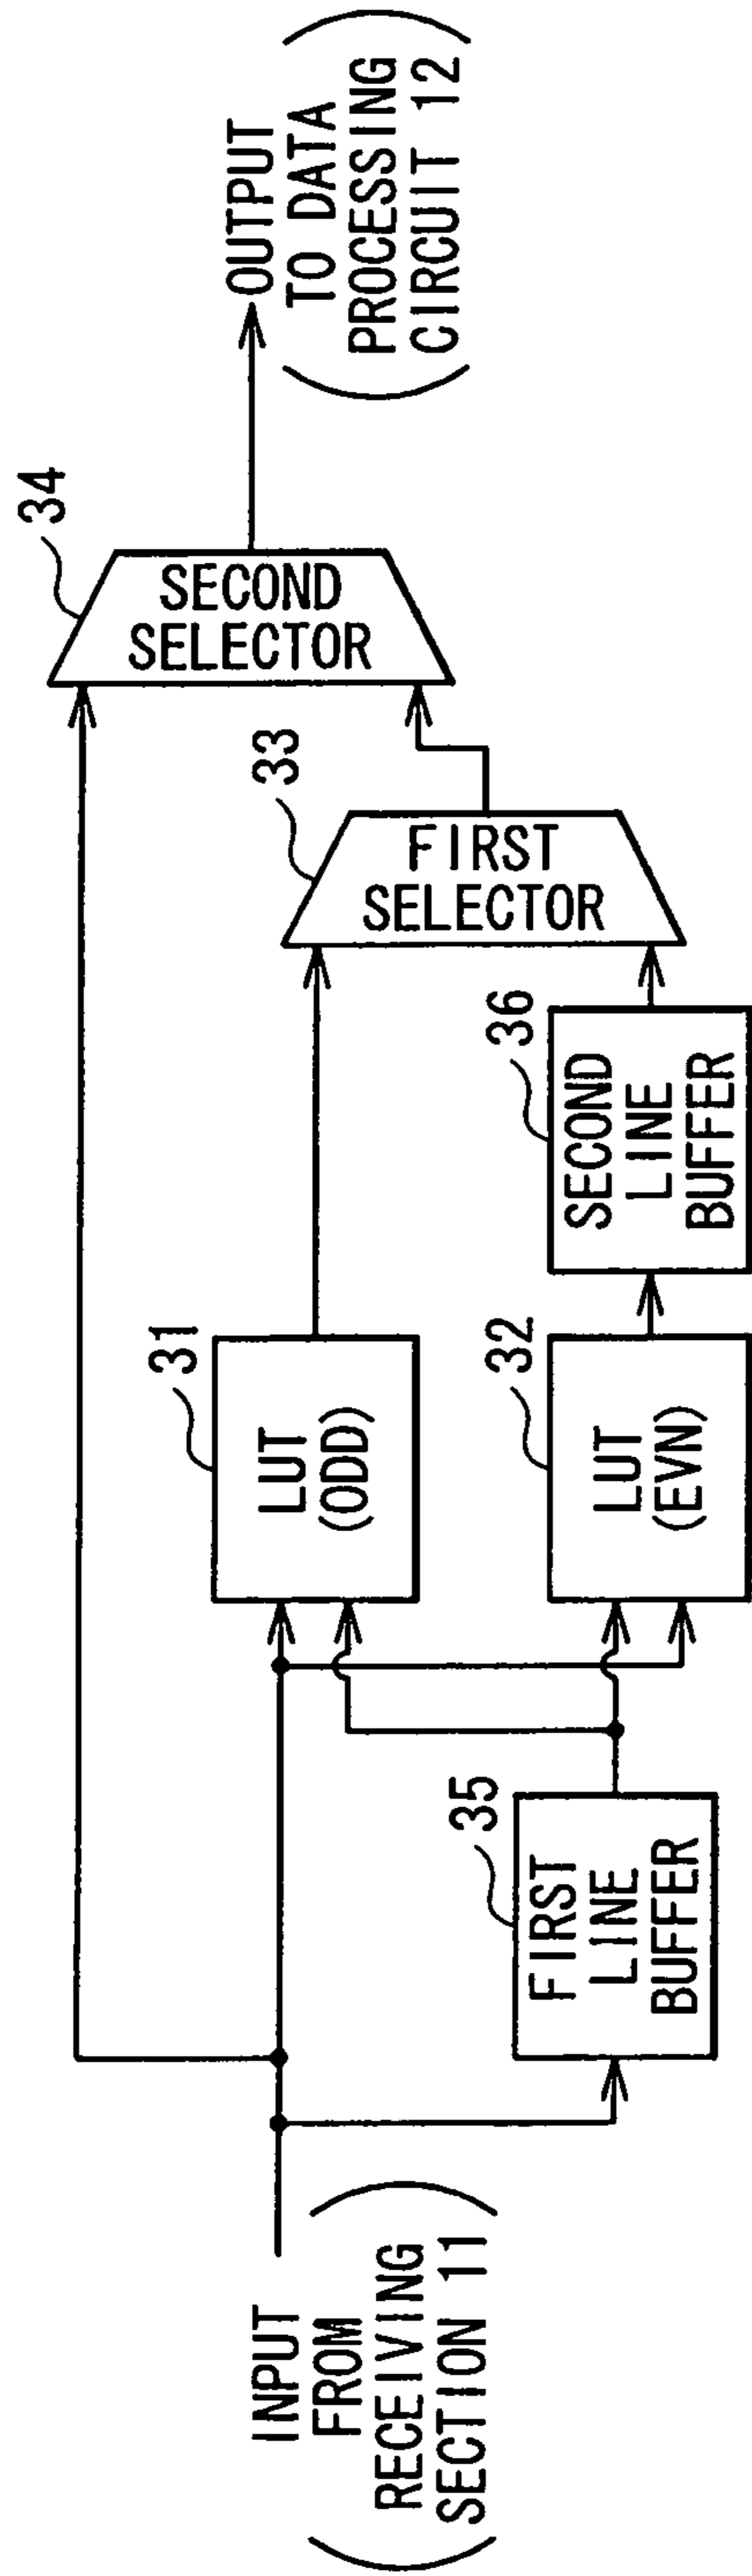 INPUT
FROM
RECEIVING
SECTION 11
35
FIRST
LINE
BUFFER
31
LUT
(ODD)
32
LUT
(EVN)
36
SECOND
LINE
BUFFER
33
FIRST
SELECTOR
34
SECOND
SELECTOR
OUTPUT
TO DATA
PROCESSING
CIRCUIT 12